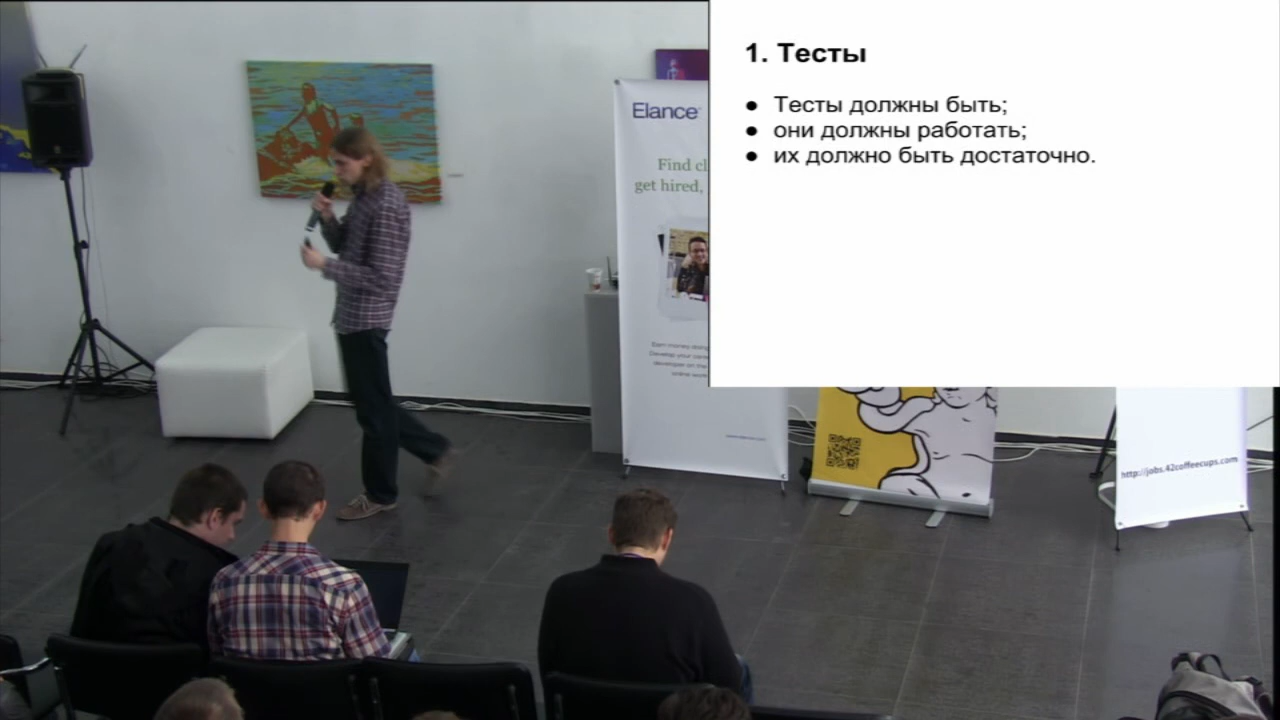 1. Тесты
● Тесты должны быть;
● они должны работать;
● их должно быть достаточно.
Elance
Find cl
get hired,
http://jobs.42coffeecups.com